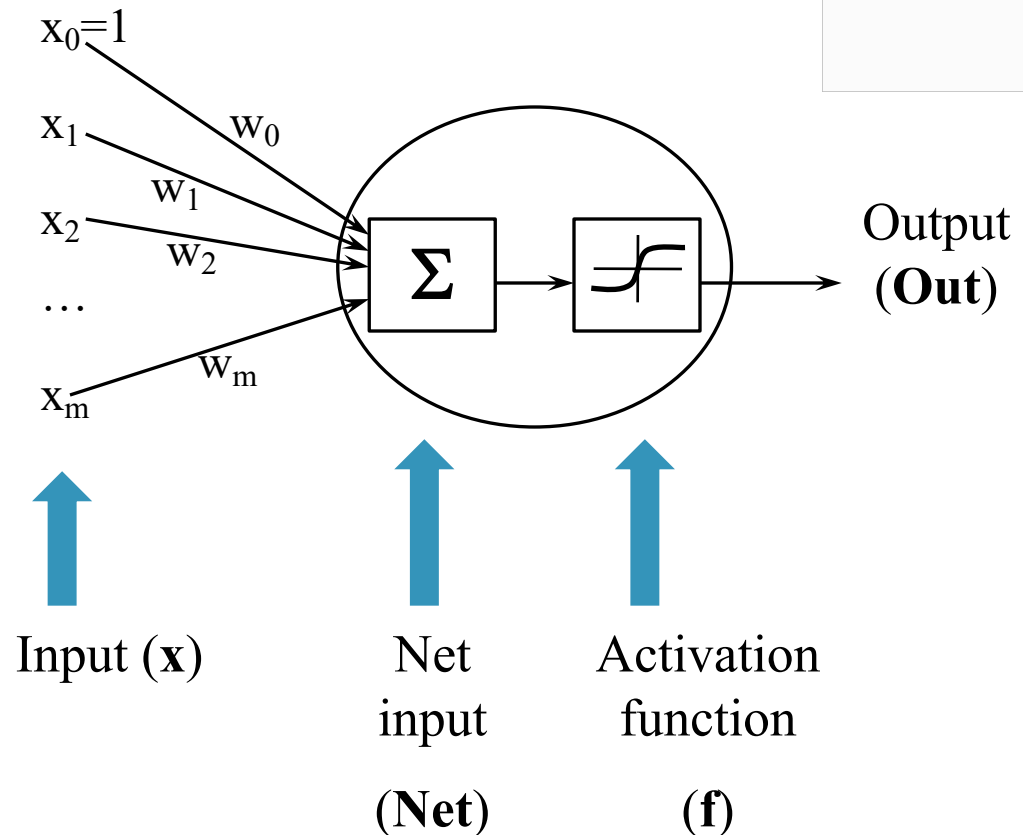 x₀=1
w₀
x₁
w₁
x₂
w₂
…
xₘ
wₘ
Σ
Output
(Out)
Input (x)
Net
input
(Net)
Activation
function
(f)